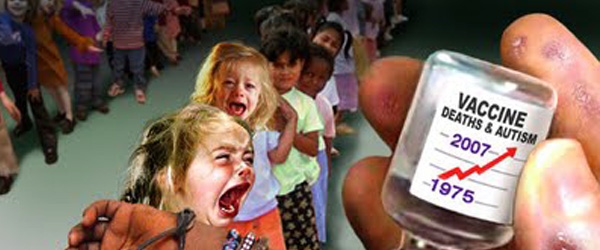 VACCINE
DEATHS & AUTISM
2007
1975